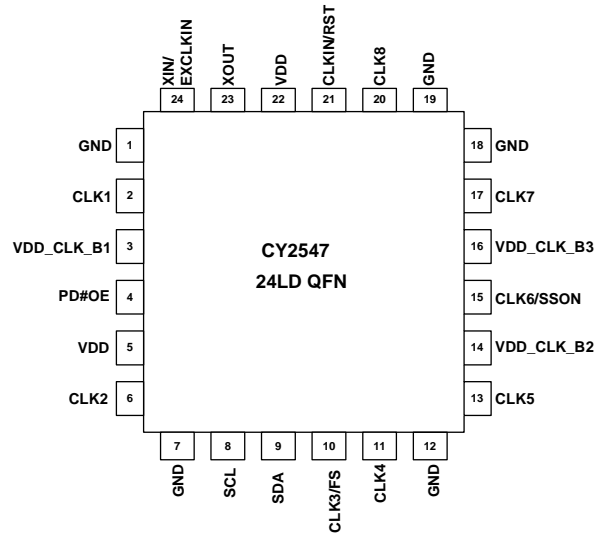 XIN/
EXCLKIN
XOUT
VDD
CLKIN/RST
CLK8
GND
24
23
22
21
20
19
GND 1
18 GND
CLK1 2
17 CLK7
VDD_CLK_B1 3
16 VDD_CLK_B3
CY2547
24LD QFN
PD#OE 4
15 CLK6/SSON
VDD 5
14 VDD_CLK_B2
CLK2 6
13 CLK5
7
8
9
10
11
12
GND
SCL
SDA
CLK3/FS
CLK4
GND